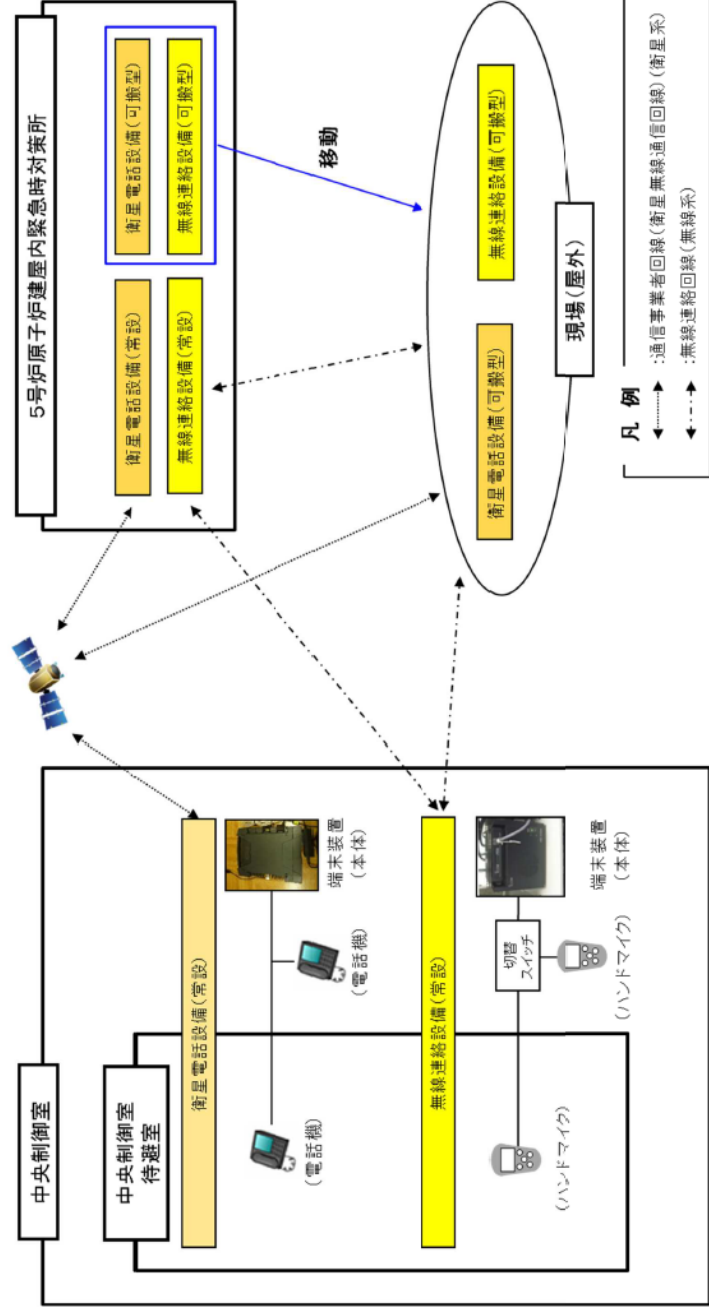 中央制御室
中央制御室
待避室
衛星電話設備(常設)
(電話機)
(電話機)
端末装置
(本体)
無線連絡設備(常設)
(ハンドマイク)
切替
スイッチ
(ハンドマイク)
端末装置
(本体)
5号炉原子炉建屋内緊急時対策所
衛星電話設備(常設)
衛星電話設備(可搬型)
無線連絡設備(常設)
無線連絡設備(可搬型)
移動
衛星電話設備(可搬型)
無線連絡設備(可搬型)
現場(屋外)
凡 例
:通信事業者回線(衛星無線通信回線)(衛星系)
:無線連絡回線(無線系)